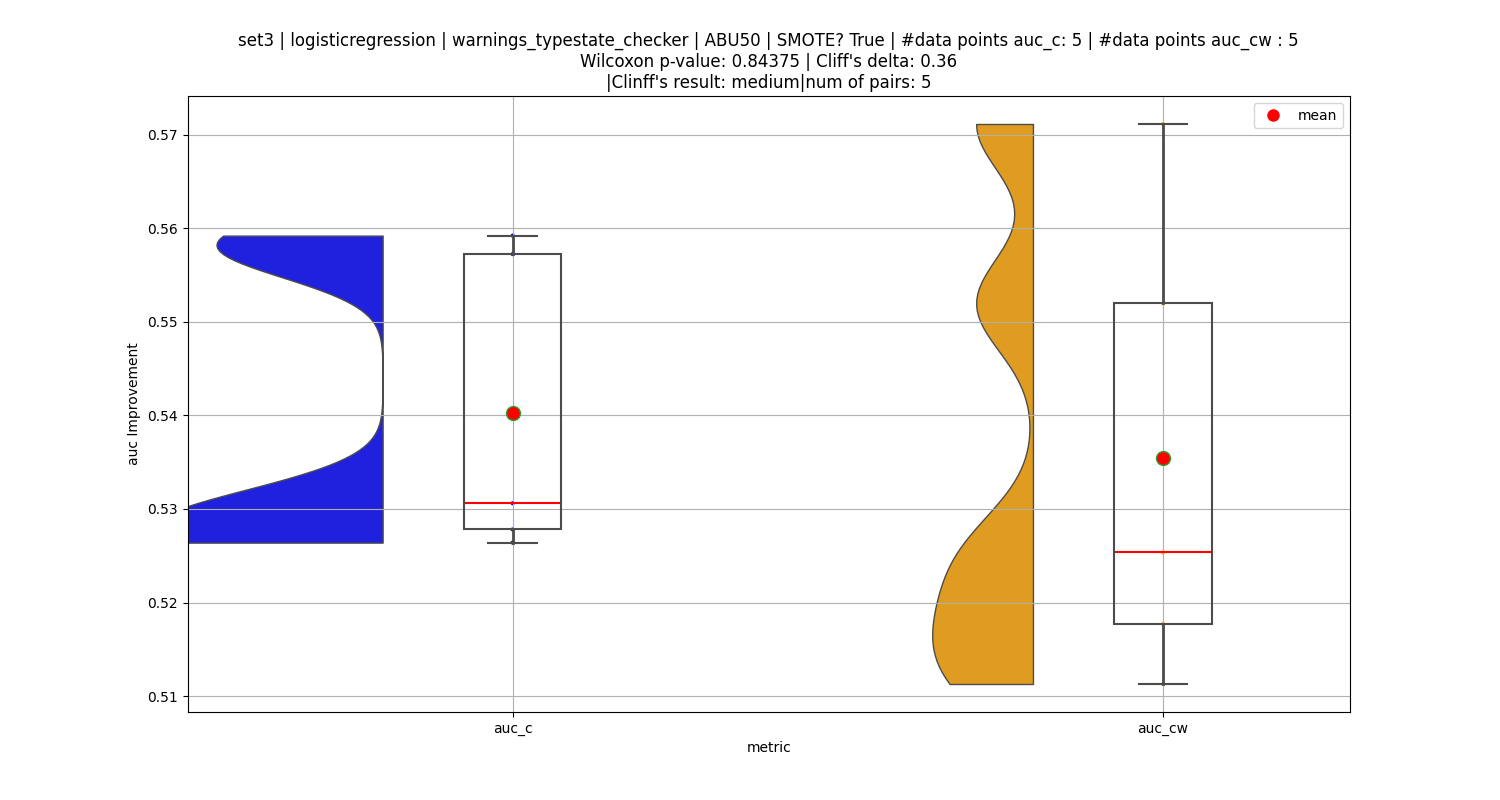 set3 | logisticregression | warnings_typestate_checker | ABU50 | SMOTE? True | #data points auc_c: 5 | #data points auc_cw : 5
Wilcoxon p-value: 0.84375 | Cliff's delta: 0.36
|Clinff's result: medium|num of pairs: 5
mean
0.57
0.56
0.55
0.54
0.53
0.52
0.51
auc Improvement
auc_c
auc_cw
metric